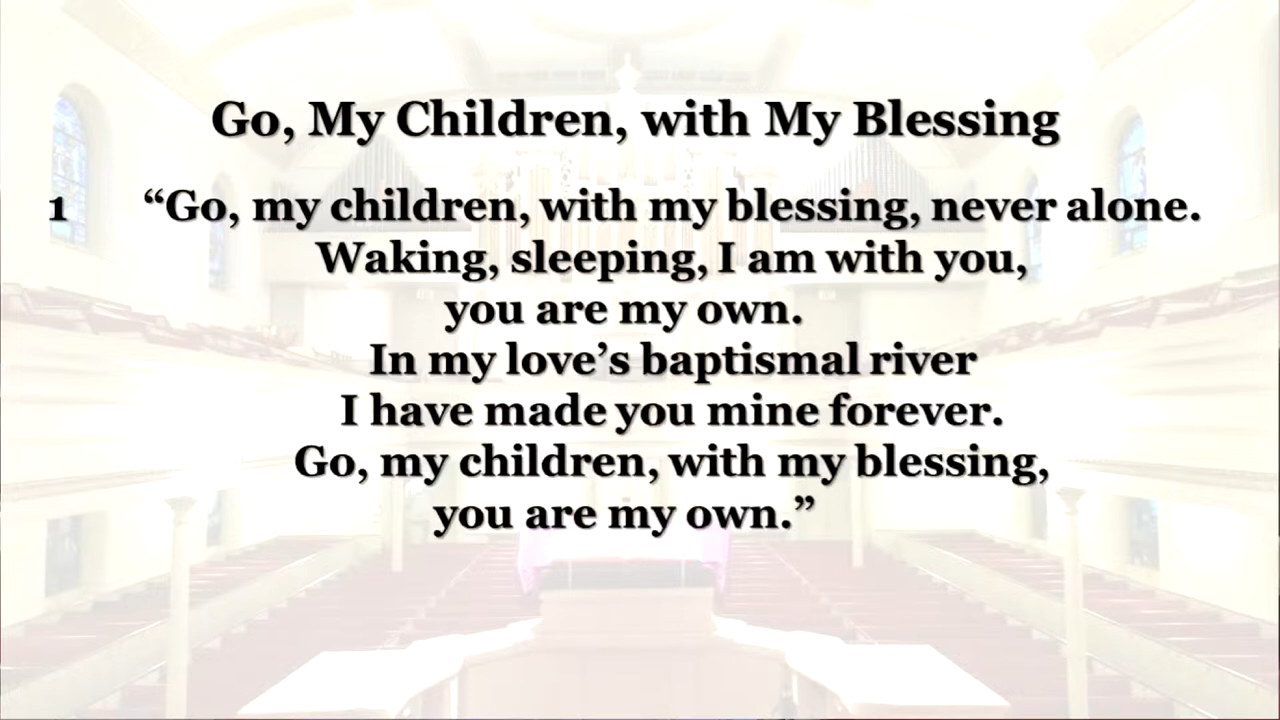 Go, My Children, with My Blessing
1 “Go, my children, with my blessing, never alone.
Waking, sleeping, I am with you,
you are my own.
In my love’s baptismal river
I have made you mine forever.
Go, my children, with my blessing,
you are my own.”